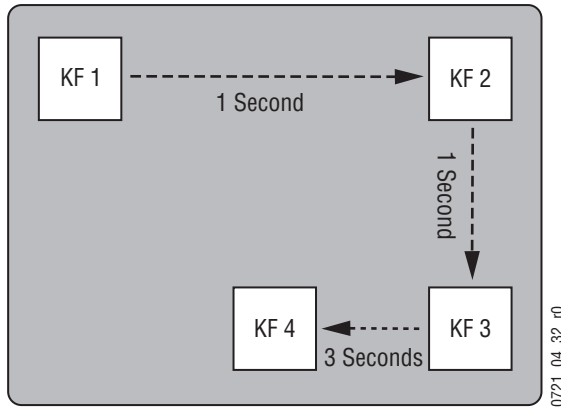 KF 1
1 Second
KF 2
1 Second
KF 4
3 Seconds
KF 3
0721_04_32_r0